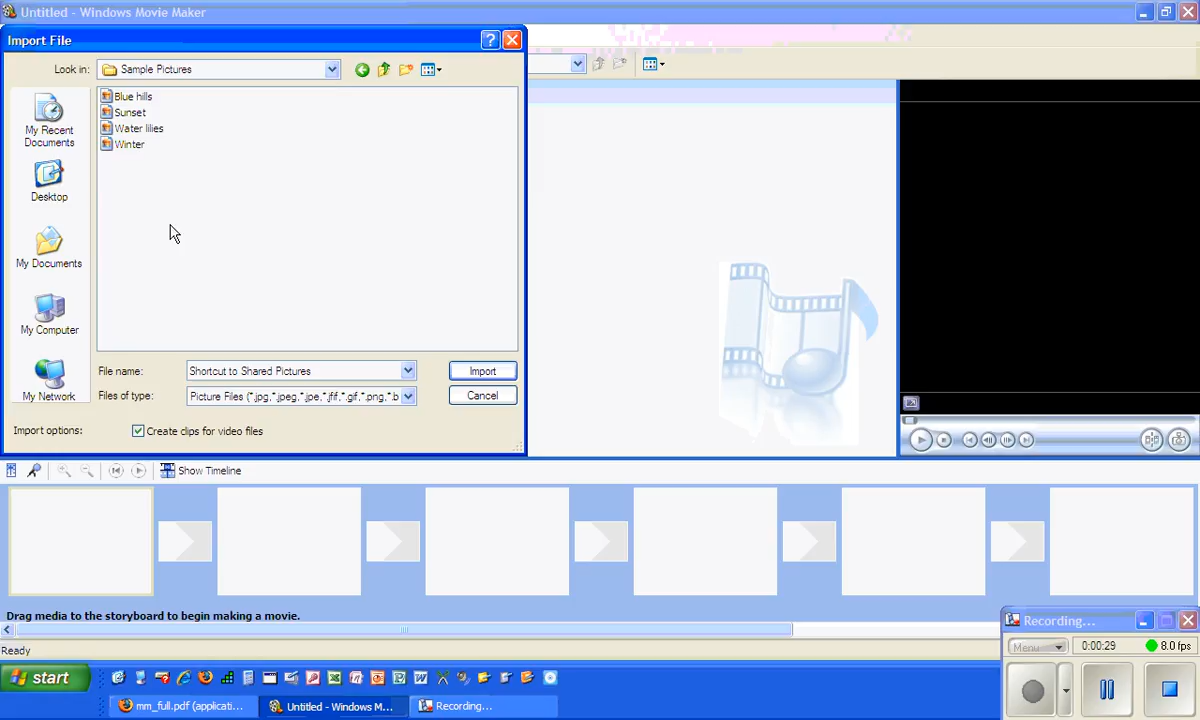 Untitled - Windows Movie Maker
Import File
Look in:
Sample Pictures
My Recent
Documents
Desktop
My Documents
My Computer
My Network
Blue hills
Sunset
Water lilies
Winter
File name:
Shortcut to Shared Pictures
Import
Files of type:
Picture Files (*.jpg,*.jpeg,*.jpe,*.jfif,*.gif,*.png,*.b
Cancel
Import options:
Create clips for video files
Show Timeline
Drag media to the storyboard to begin making a movie.
Ready
Recording...
Menu
0:00:29
8.0 fps
start
mm_full.pdf (applicati...
Untitled - Windows M...
Recording...